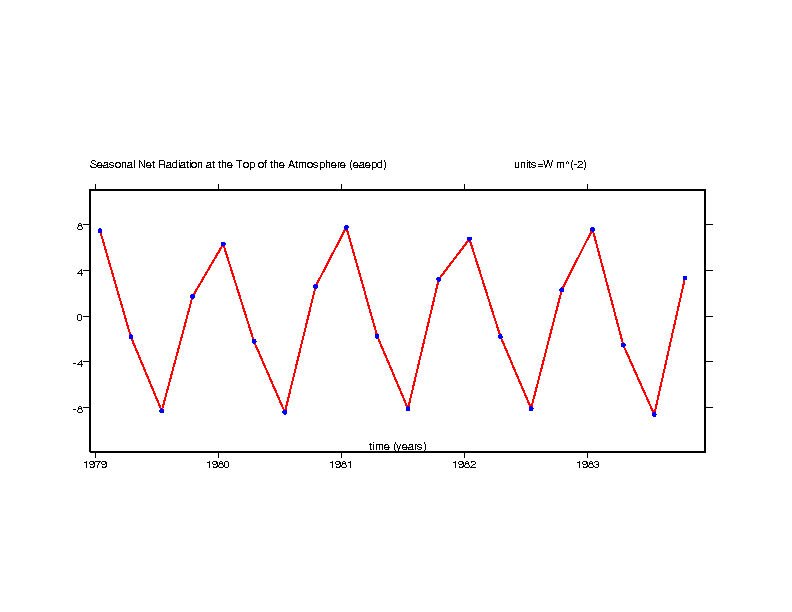 Seasonal Net Radiation at the Top of the Atmosphere (eaepd) units=W m^(-2)
8
4
0
-4
-8
time (years)
1979 1980 1981 1982 1983